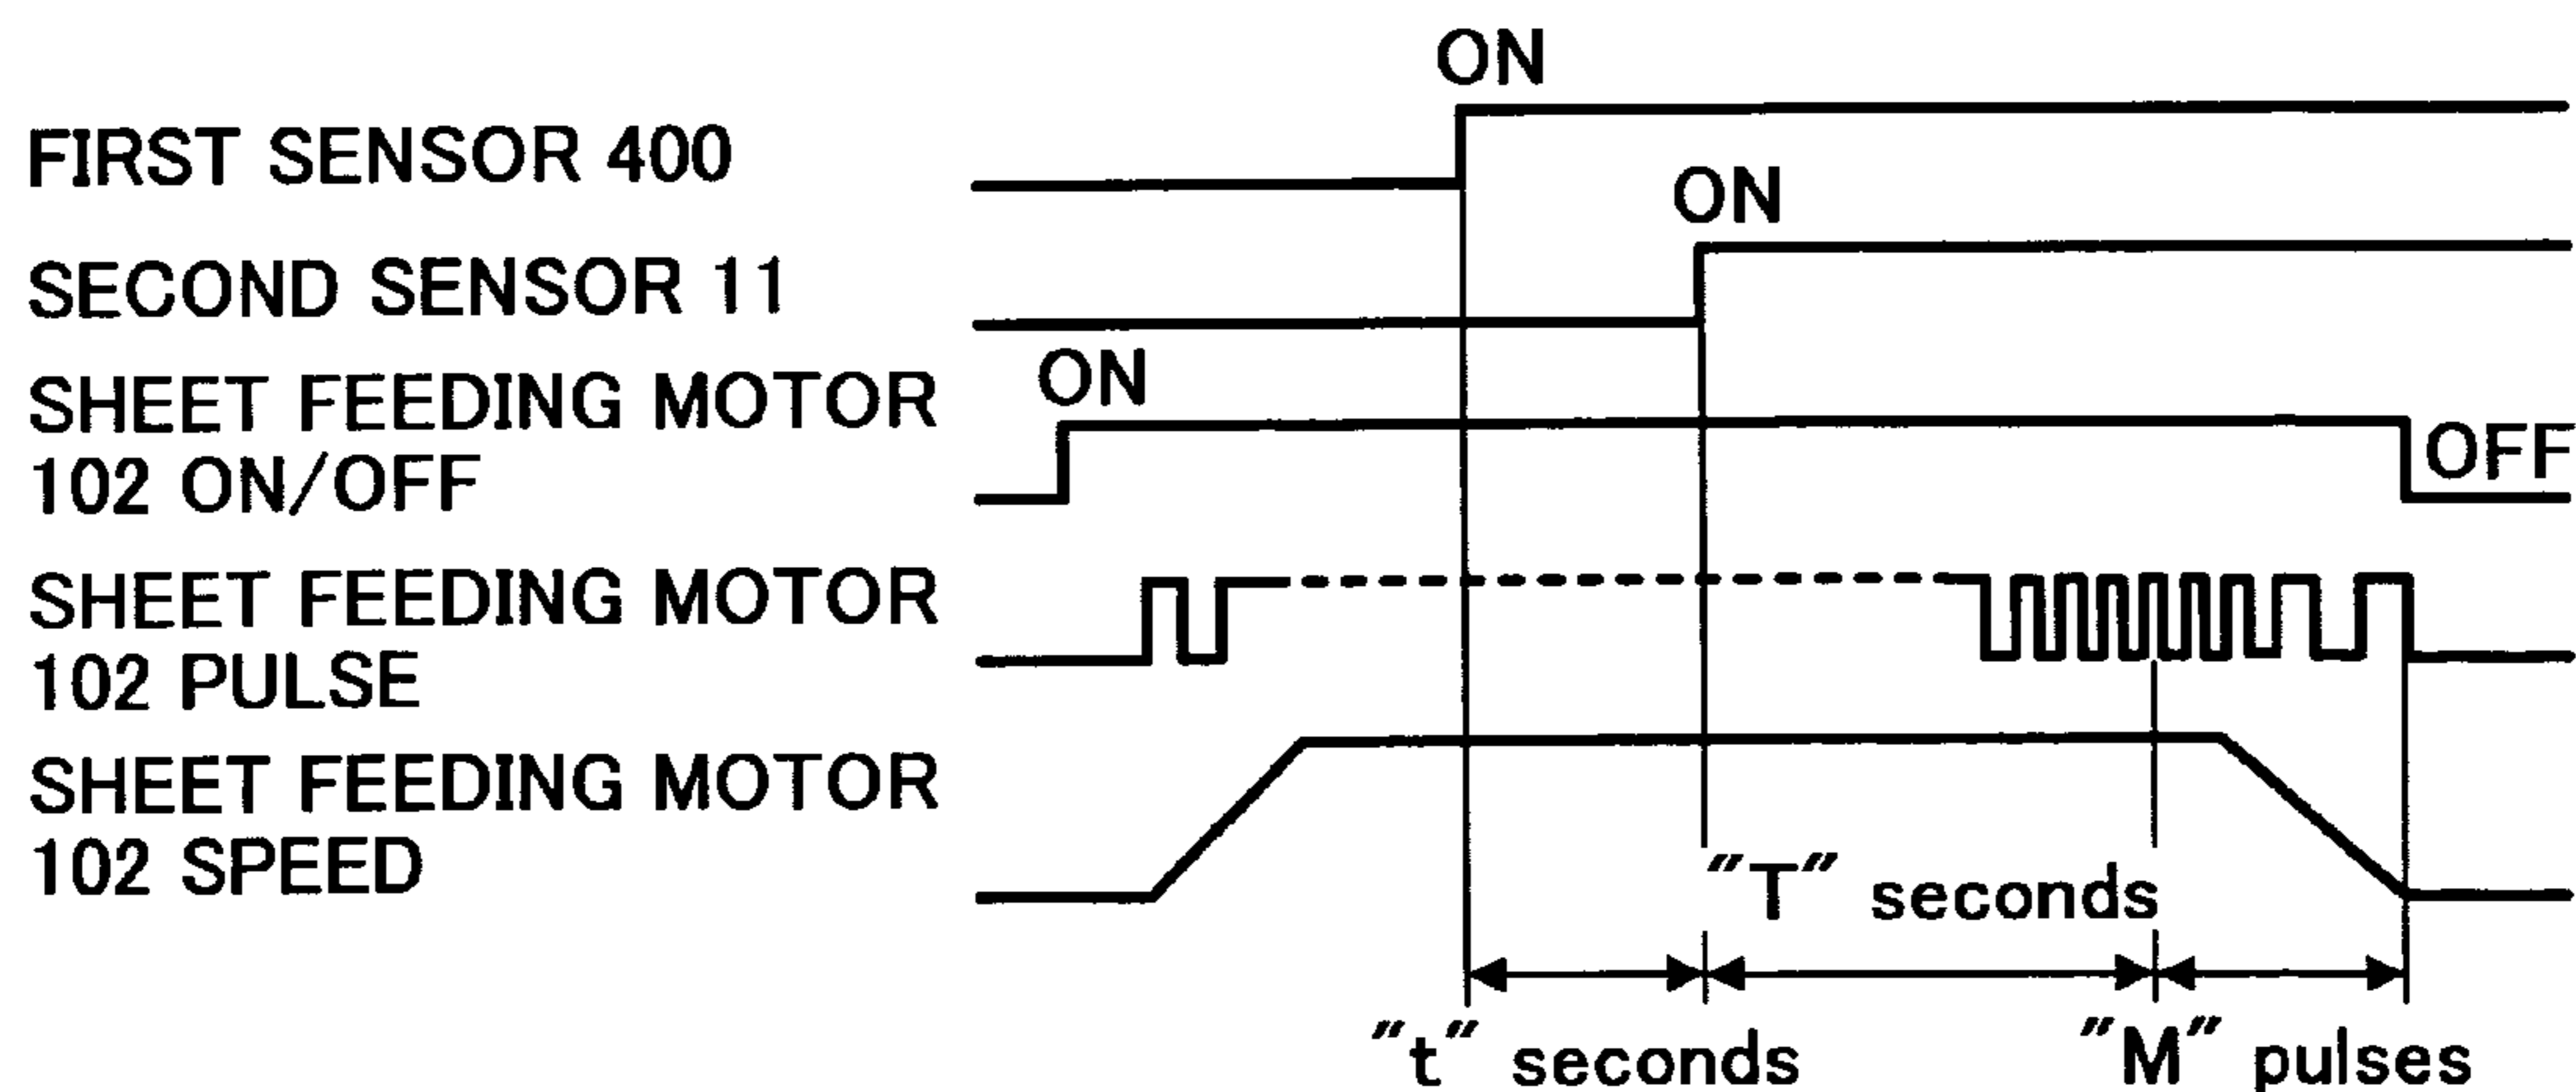 ON
FIRST SENSOR 400
ON
SECOND SENSOR 11
SHEET FEEDING MOTOR
102 ON/OFF
ON
OFF
SHEET FEEDING MOTOR
102 PULSE
SHEET FEEDING MOTOR
102 SPEED
"T" seconds
"t" seconds
"M" pulses